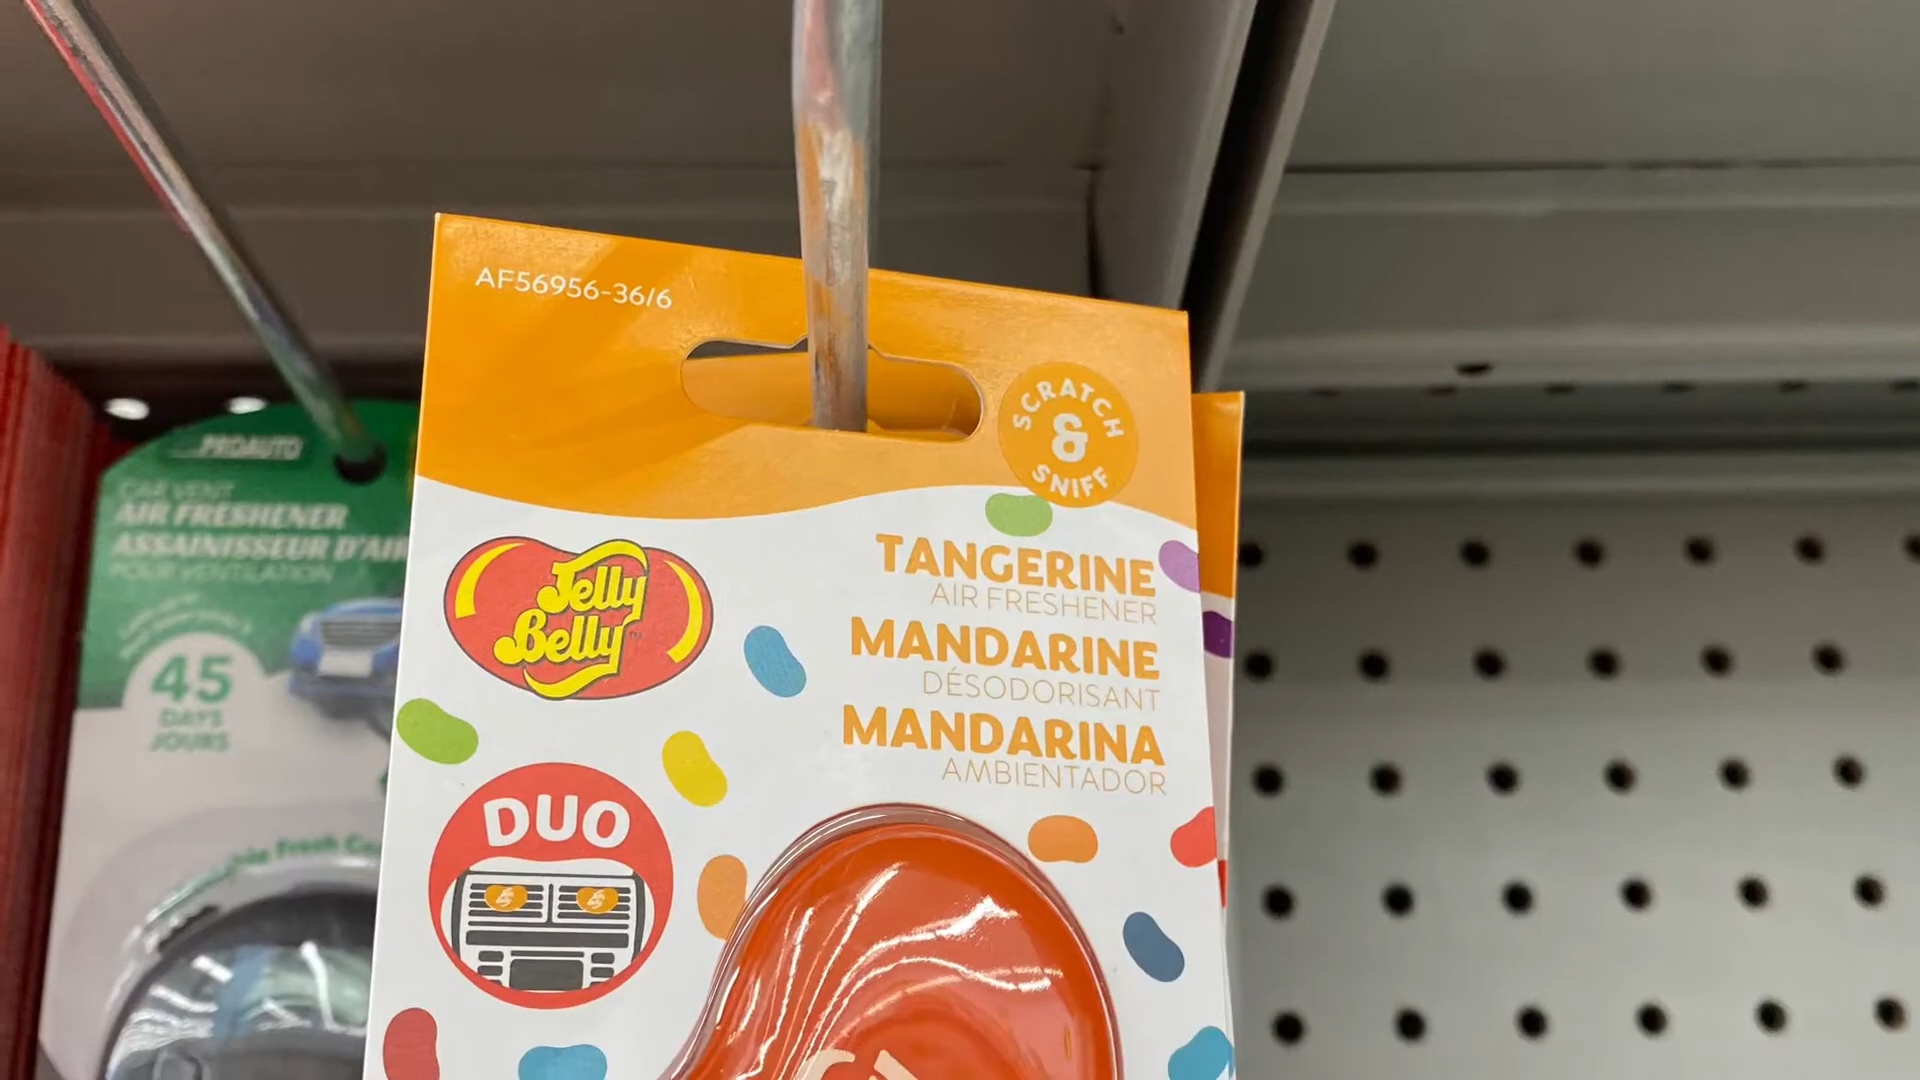 AF56956-36/6
SCRATCH
&
SNIFF
Jelly
Belly
TANGERINE
AIR FRESHENER
MANDARINE
DÉSODORISANT
MANDARINA
AMBIENTADOR
DUO
PROAUTO
CAR VENT
AIR FRESHENER
ASSAINISSEUR D'AIR
POUR VENTILATION
45
DAYS
JOURS